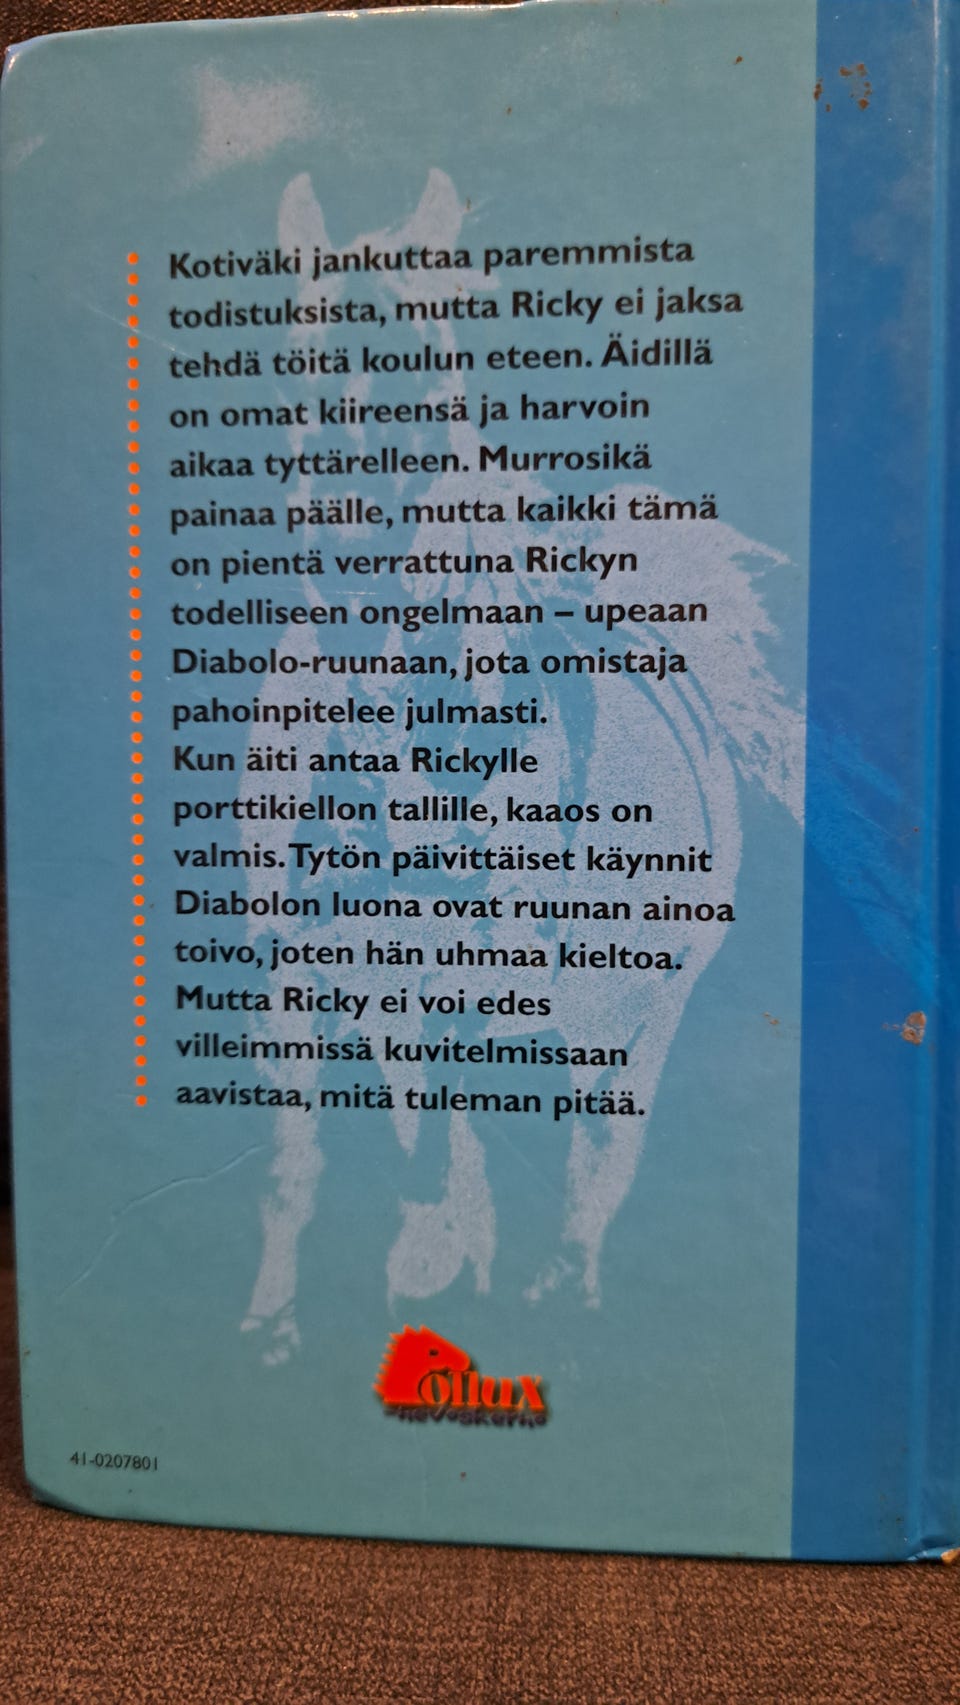 Kotiväki jankuttaa paremmista
todistuksista, mutta Ricky ei jaksa
tehdä töitä koulun eteen. Äidillä
on omat kiireensä ja harvoin
aikaa tyttärelleen. Murrosikä
painaa päälle, mutta kaikki tämä
on pientä verrattuna Rickyn
todelliseen ongelmaan – upeaan
Diabolo-ruunaan, jota omistaja
pahoinpitelee julmasti.
Kun äiti antaa Rickylle
porttikiellon tallille, kaaos on
valmis. Tytön päivittäiset käynnit
Diabolon luona ovat ruunan ainoa
toivo, joten hän uhmaa kieltoa.
Mutta Ricky ei voi edes
villeimmissä kuvitelmissaan
aavistaa, mitä tuleman pitää.
Pollux
-hevoskerho
41-0207801